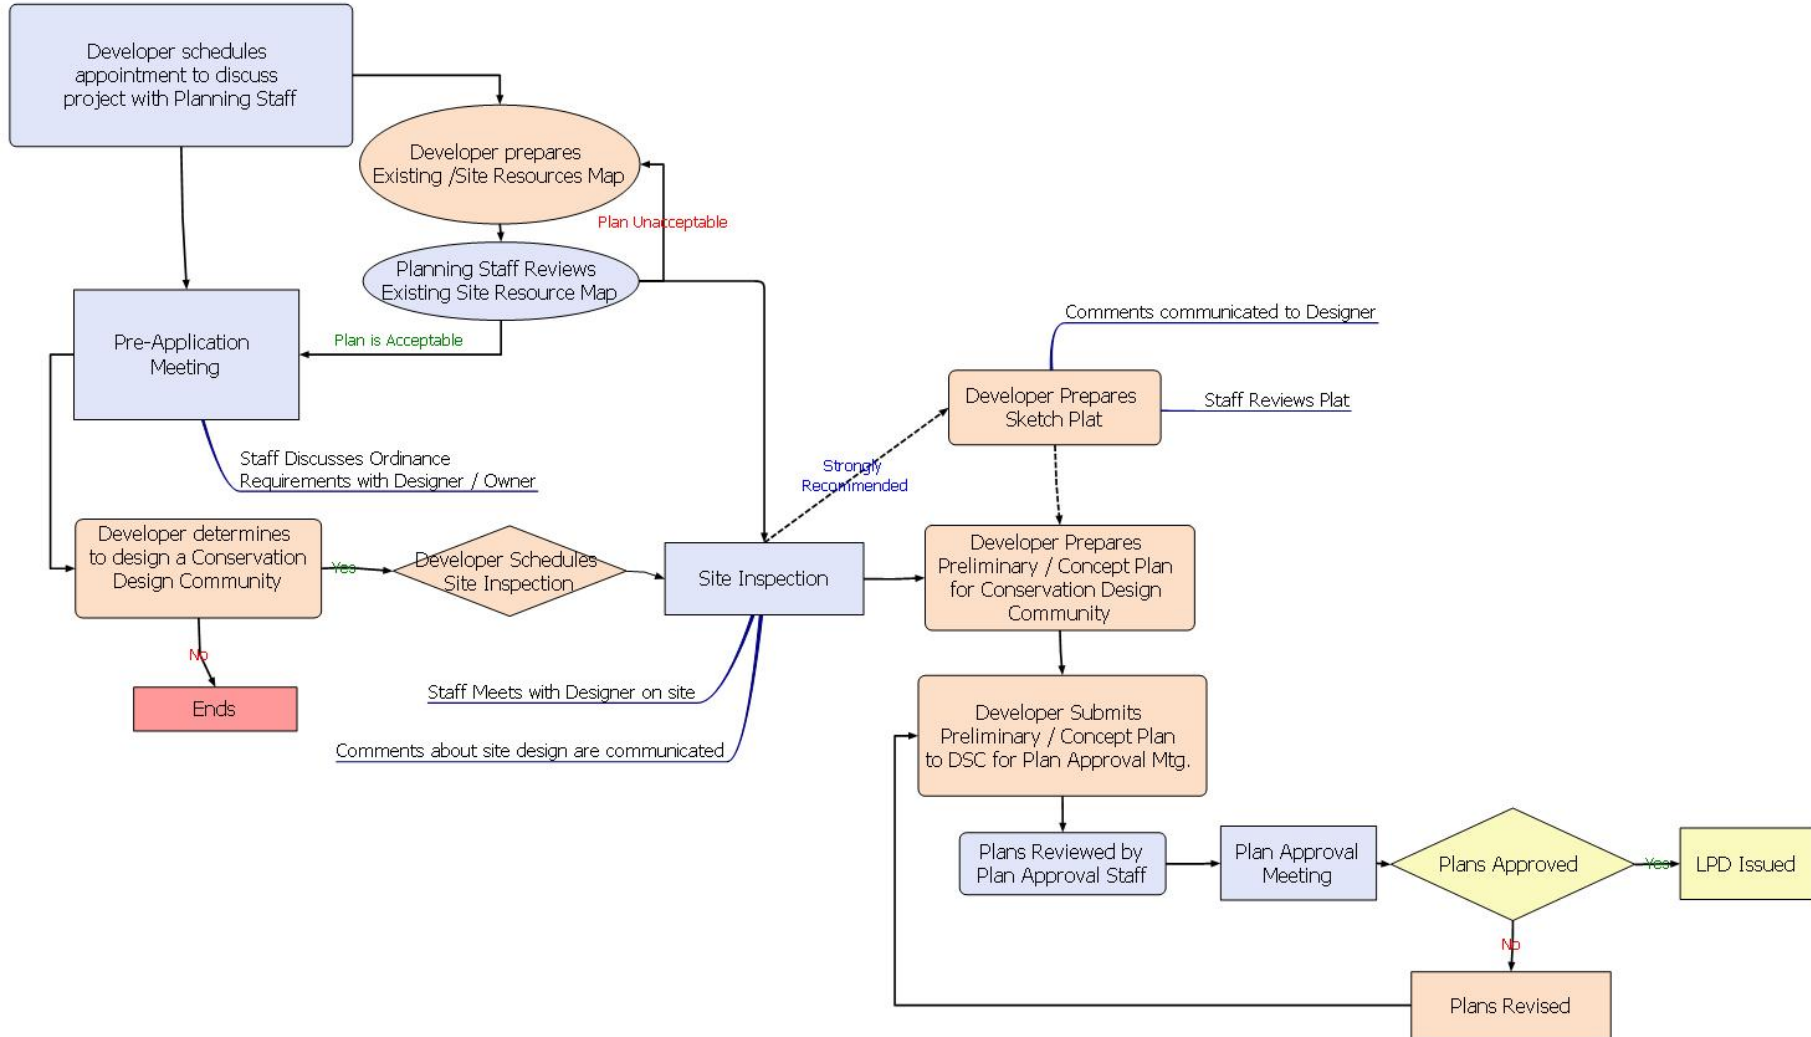 Developer schedules
appointment to discuss
project with Planning Staff
Developer prepares
Existing /Site Resources Map
Plan Unacceptable
Planning Staff Reviews
Existing Site Resource Map
Plan is Acceptable
Pre-Application
Meeting
Staff Discusses Ordinance
Requirements with Designer / Owner
Developer determines
to design a Conservation
Design Community
Yes
Developer Schedules
Site Inspection
No
Ends
Site Inspection
Staff Meets with Designer on site
Comments about site design are communicated
Strongly
Recommended
Comments communicated to Designer
Developer Prepares
Sketch Plat
Staff Reviews Plat
Developer Prepares
Preliminary / Concept Plan
for Conservation Design
Community
Developer Submits
Preliminary / Concept Plan
to DSC for Plan Approval Mtg.
Plans Reviewed by
Plan Approval Staff
Plan Approval
Meeting
Plans Approved
Yes
LPD Issued
No
Plans Revised